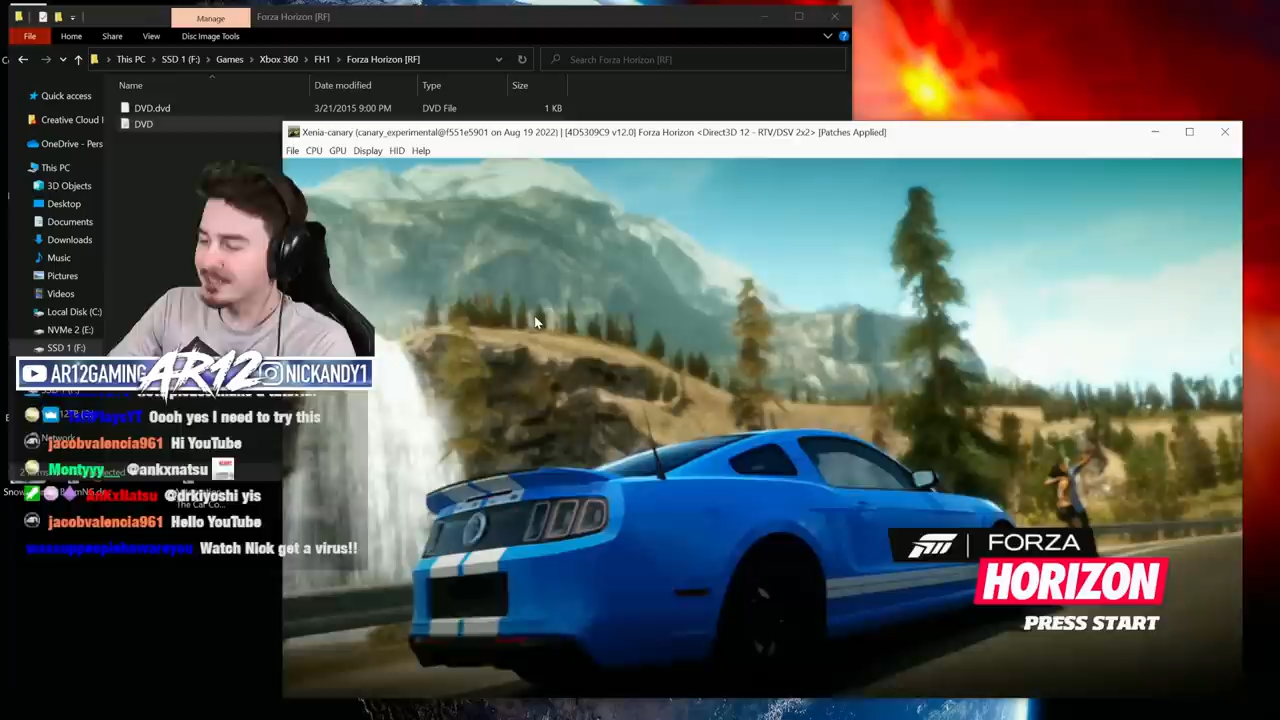 Manage
Forza Horizon [RF]
File
Home
Share
View
Disc Image Tools
This PC
SSD 1 (F:)
Games
Xbox 360
FH1
Forza Horizon [RF]
Search Forza Horizon [RF]
Name
Date modified
Type
Size
Quick access
DVD.dvd
3/21/2015 9:00 PM
DVD File
1 KB
Creative Cloud
DVD
Xenia-canary (canary_experimental@f551e5901 on Aug 19 2022) | [4D5309C9 v12.0] Forza Horizon <Direct3D 12 - RTV/DSV 2x2> [Patches Applied]
OneDrive - Pers
File
CPU
GPU
Display
HID
Help
This PC
3D Objects
Desktop
Documents
Downloads
Music
Pictures
Videos
Local Disk (C:)
NVMe 2 (E:)
SSD 1 (F:)
AR12GAMING
AR12
NICKANDY1
Oooh yes I need to try this
jacobvalencia961 Hi YouTube
Montyyy @ankxnatsu
AnKxNatsu @drkiyoshi yis
jacobvalencia961 Hello YouTube
Watch Nick get a virus!!
FORZA
HORIZON
PRESS START